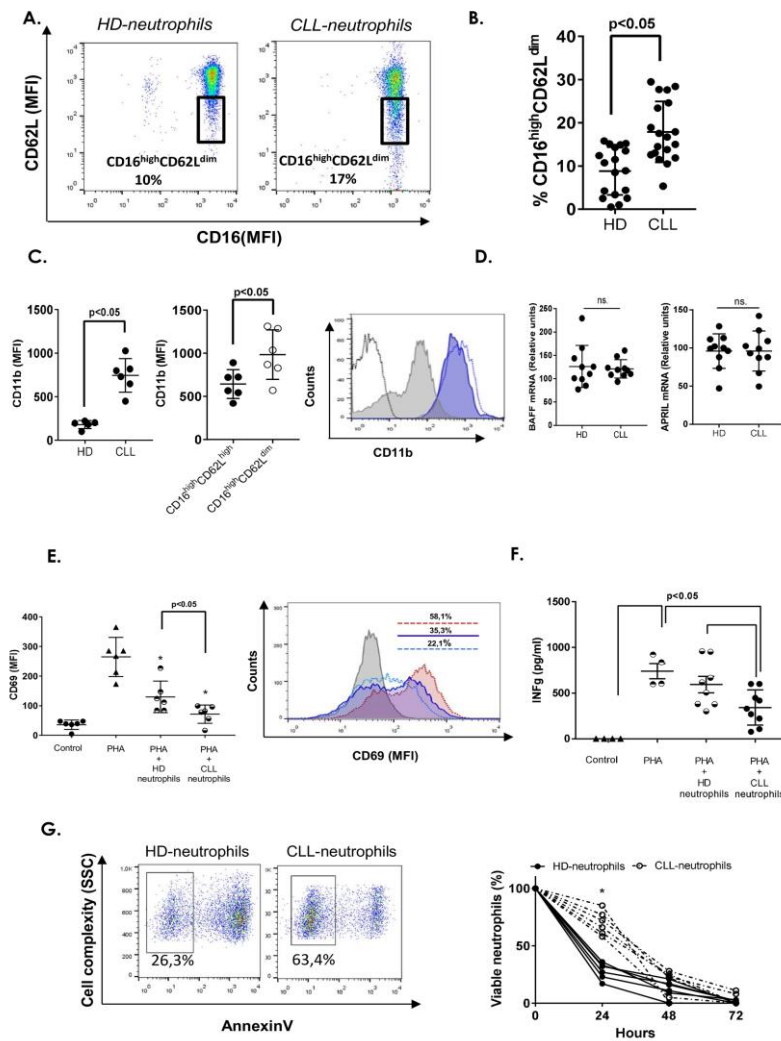 A.
HD-neutrophils
CLL-neutrophils
CD62L (MFI)
CD16highCD62Ldim
10%
CD16highCD62Ldim
17%
CD16(MFI)
B.
p<0.05
% CD16highCD62Ldim
40
30
20
10
0
HD
CLL
C.
p<0.05
CD11b (MFI)
1500
1000
500
0
HD
CLL
p<0.05
CD11b (MFI)
1500
1000
500
0
CD16highCD62Lhigh
CD16highCD62Ldim
Counts
CD11b
D.
ns.
BAFF mRNA (Relative units)
250
200
150
100
50
0
HD
CLL
ns.
APRIL mRNA (Relative units)
150
100
50
0
HD
CLL
E.
p<0.05
CD69 (MFI)
400
300
200
100
0
Control
PHA
PHA + HD neutrophils
PHA + CLL neutrophils
58,1%
35,3%
22,1%
Counts
CD69 (MFI)
F.
p<0.05
INFg (pg/ml)
1500
1000
500
0
Control
PHA
PHA + HD neutrophils
PHA + CLL neutrophils
G.
HD-neutrophils
CLL-neutrophils
Cell complexity (SSC)
26,3%
63,4%
AnnexinV
HD-neutrophils
CLL-neutrophils
Viable neutrophils (%)
100
50
0
*
0
24
48
72
Hours